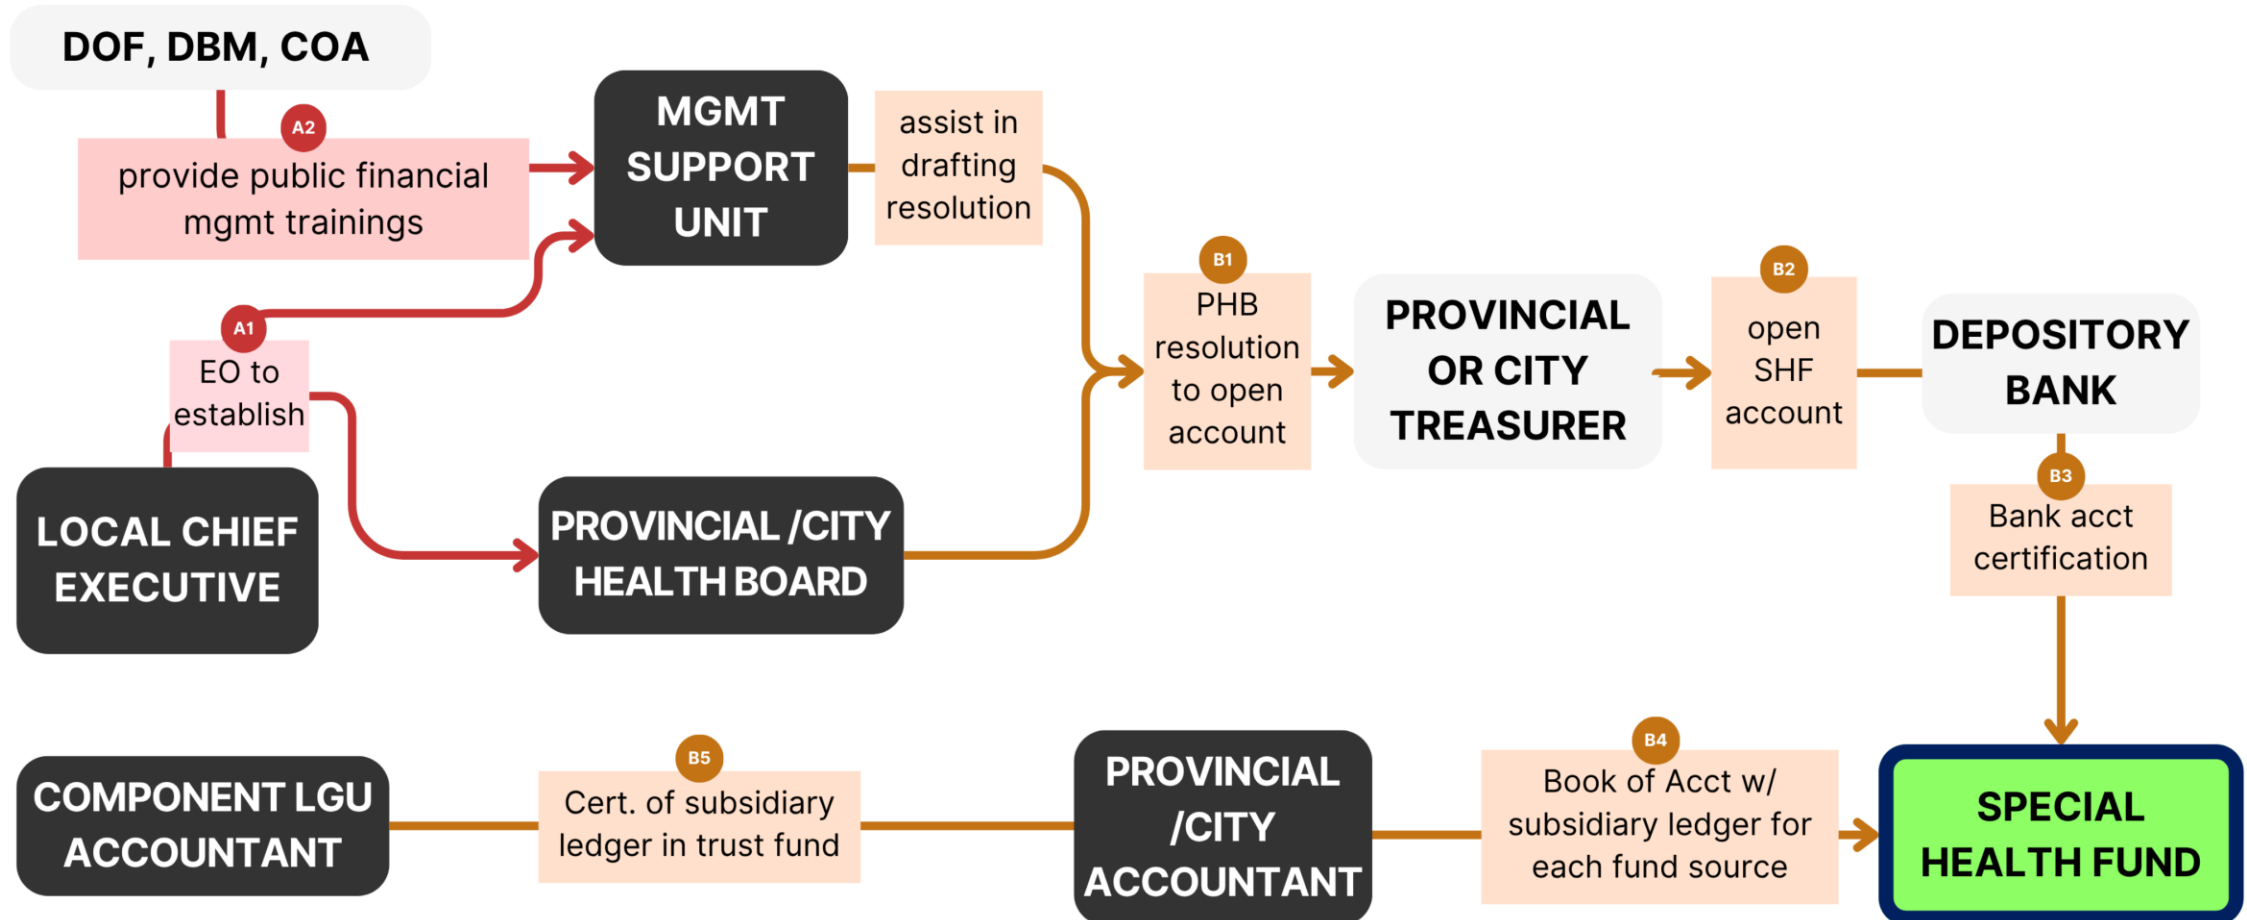 DOF, DBM, COA
A2
provide public financial
mgmt trainings
MGMT
SUPPORT
UNIT
assist in
drafting
resolution
A1
EO to
establish
LOCAL CHIEF
EXECUTIVE
PROVINCIAL /CITY
HEALTH BOARD
B1
PHB
resolution
to open
account
PROVINCIAL
OR CITY
TREASURER
B2
open
SHF
account
DEPOSITORY
BANK
B3
Bank acct
certification
COMPONENT LGU
ACCOUNTANT
B5
Cert. of subsidiary
ledger in trust fund
PROVINCIAL
/CITY
ACCOUNTANT
B4
Book of Acct w/
subsidiary ledger for
each fund source
SPECIAL
HEALTH FUND